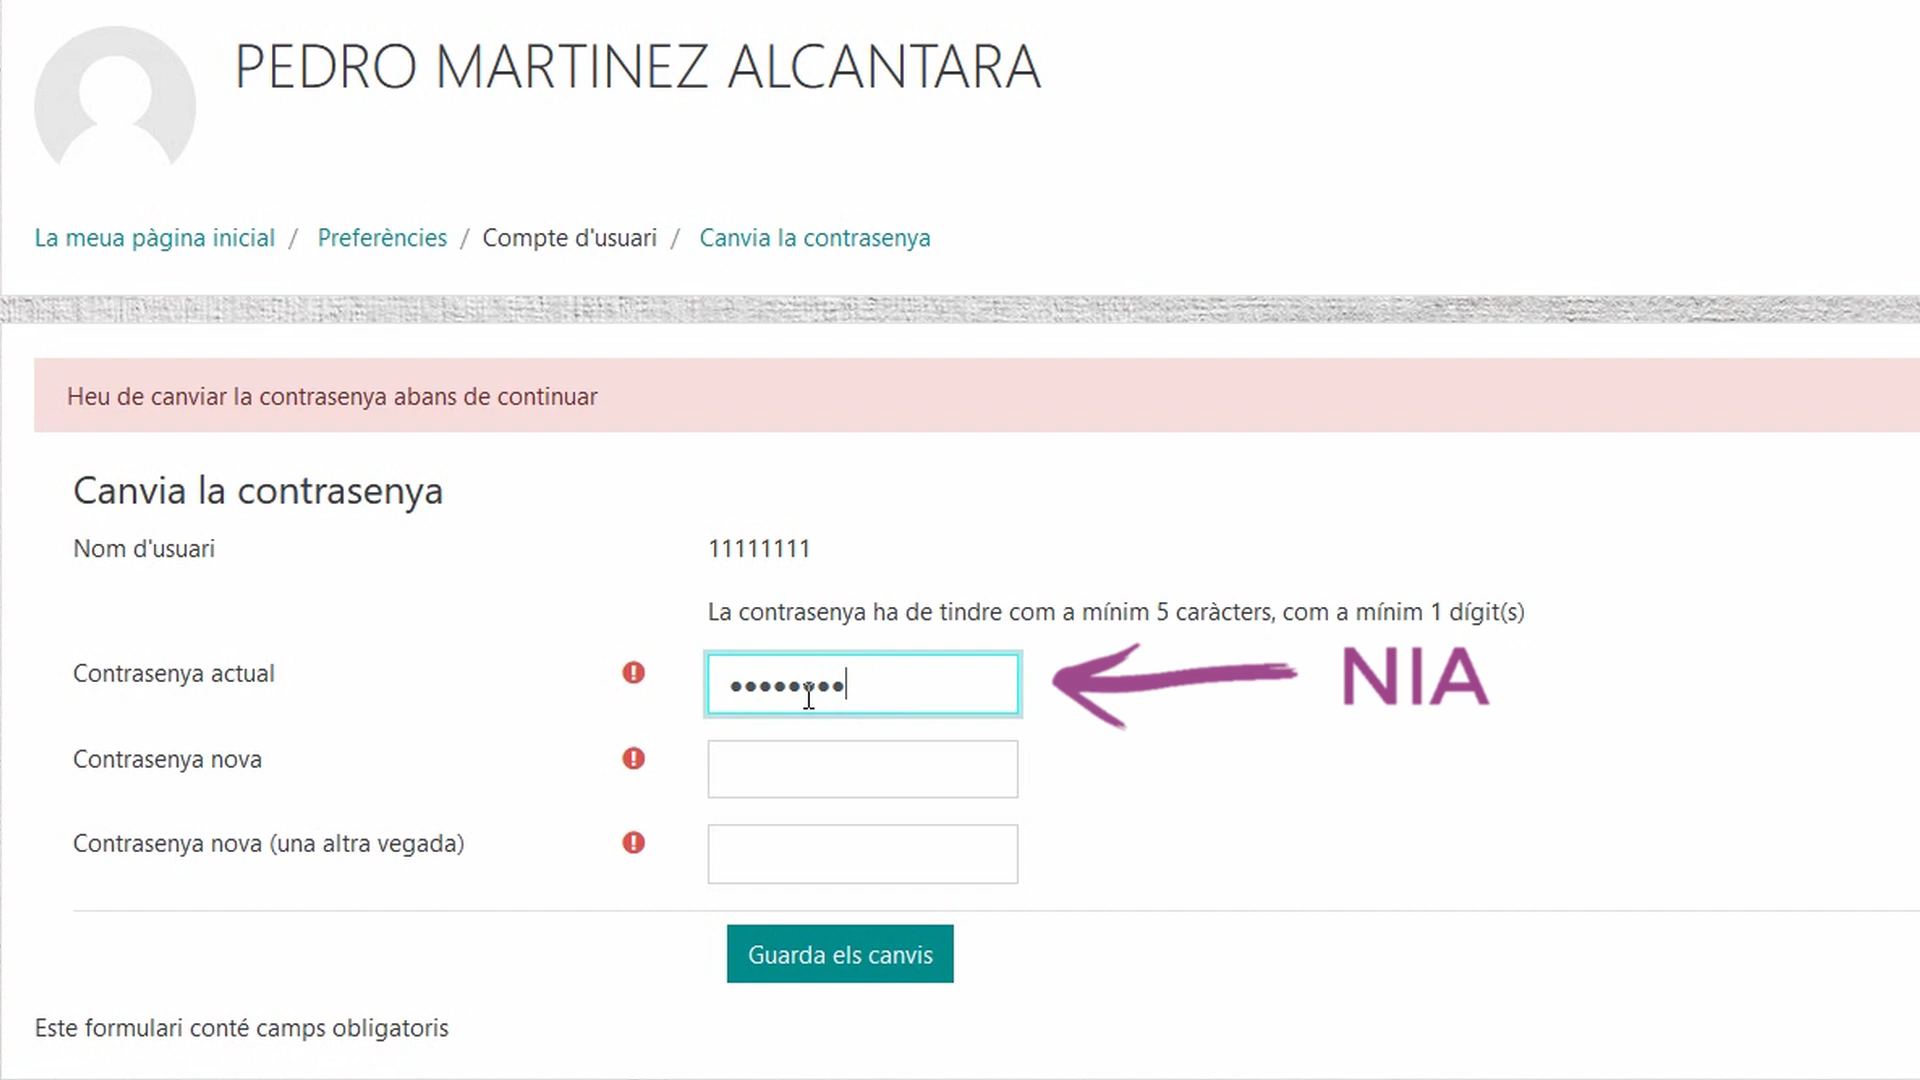 PEDRO MARTINEZ ALCANTARA
La meua pàgina inicial / Preferències / Compte d'usuari / Canvia la contrasenya
Heu de canviar la contrasenya abans de continuar
Canvia la contrasenya
Nom d'usuari 11111111
La contrasenya ha de tindre com a mínim 5 caràcters, com a mínim 1 dígit(s)
Contrasenya actual •••••••• NIA
Contrasenya nova
Contrasenya nova (una altra vegada)
Guarda els canvis
Este formulari conté camps obligatoris